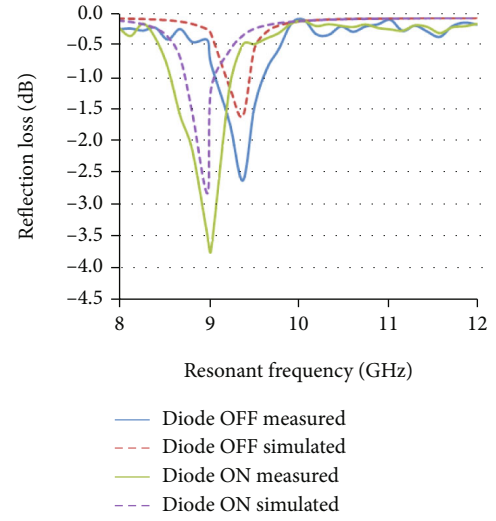 Reflection loss (dB)
0.0
−0.5
−1.0
−1.5
−2.0
−2.5
−3.0
−3.5
−4.0
−4.5
8 9 10 11 12
Resonant frequency (GHz)
Diode OFF measured
Diode OFF simulated
Diode ON measured
Diode ON simulated